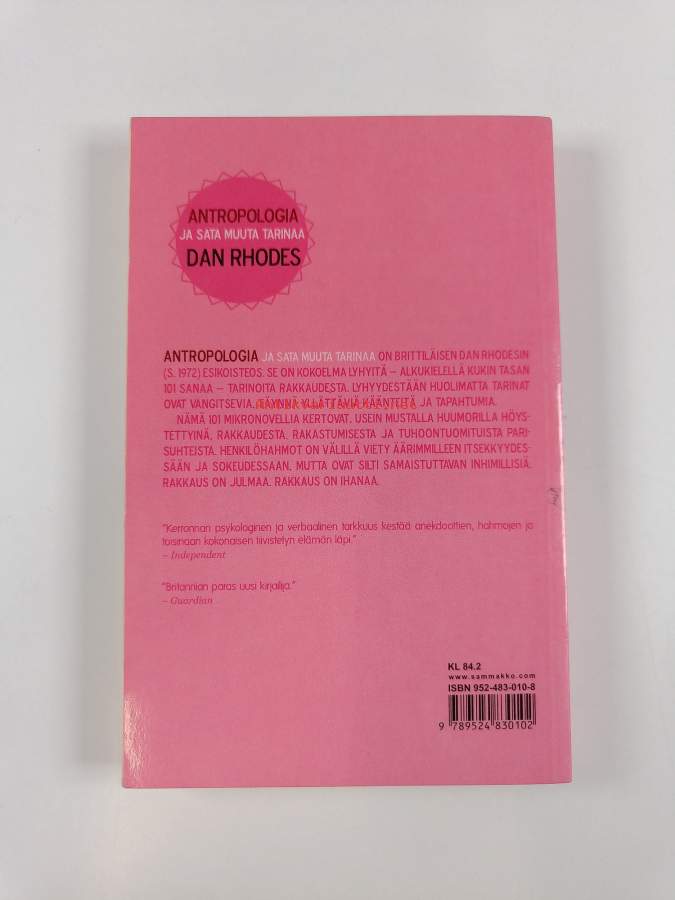 ANTROPOLOGIA
JA SATA MUUTA TARINAA
DAN RHODES
ANTROPOLOGIA JA SATA MUUTA TARINAA ON BRITTILÄISEN DAN RHODESIN
(S. 1972) ESIKOISTEOS. SE ON KOKOELMA LYHYITÄ – ALKUKIELELLÄ KUKIN TASAN
101 SANAA – TARINOITA RAKKAUDESTA. LYHYYDESTÄÄN HUOLIMATTA TARINAT
OVAT VANGITSEVIA, TÄYNNÄ YLLÄTTÄVIÄ KÄÄNTEITÄ JA TAPAHTUMIA.
NÄMÄ 101 MIKRONOVELLIA KERTOVAT, USEIN MUSTALLA HUUMORILLA HÖYS-
TETTYINÄ, RAKKAUDESTA, RAKASTUMISESTA JA TUHOONTUOMITUISTA PARI-
SUHTEISTA. HENKILÖHAHMOT ON VÄLILLÄ VIETY ÄÄRIMMILLEEN ITSEKKYYDES-
SÄÄN JA SOKEUDESSAAN, MUTTA OVAT SILTI SAMAISTUTTAVAN INHIMILLISIÄ.
RAKKAUS ON JULMAA. RAKKAUS ON IHANAA.
"Kerronnan psykologinen ja verbaalinen tarkkuus kestää anekdoottien, hahmojen ja
toisinaan kokonaisen tiivistetyn elämän läpi."
– Independent
"Britannian paras uusi kirjailija."
– Guardian
KL 84.2
www.sammakko.com
ISBN 952-483-010-8
9 789524 830102